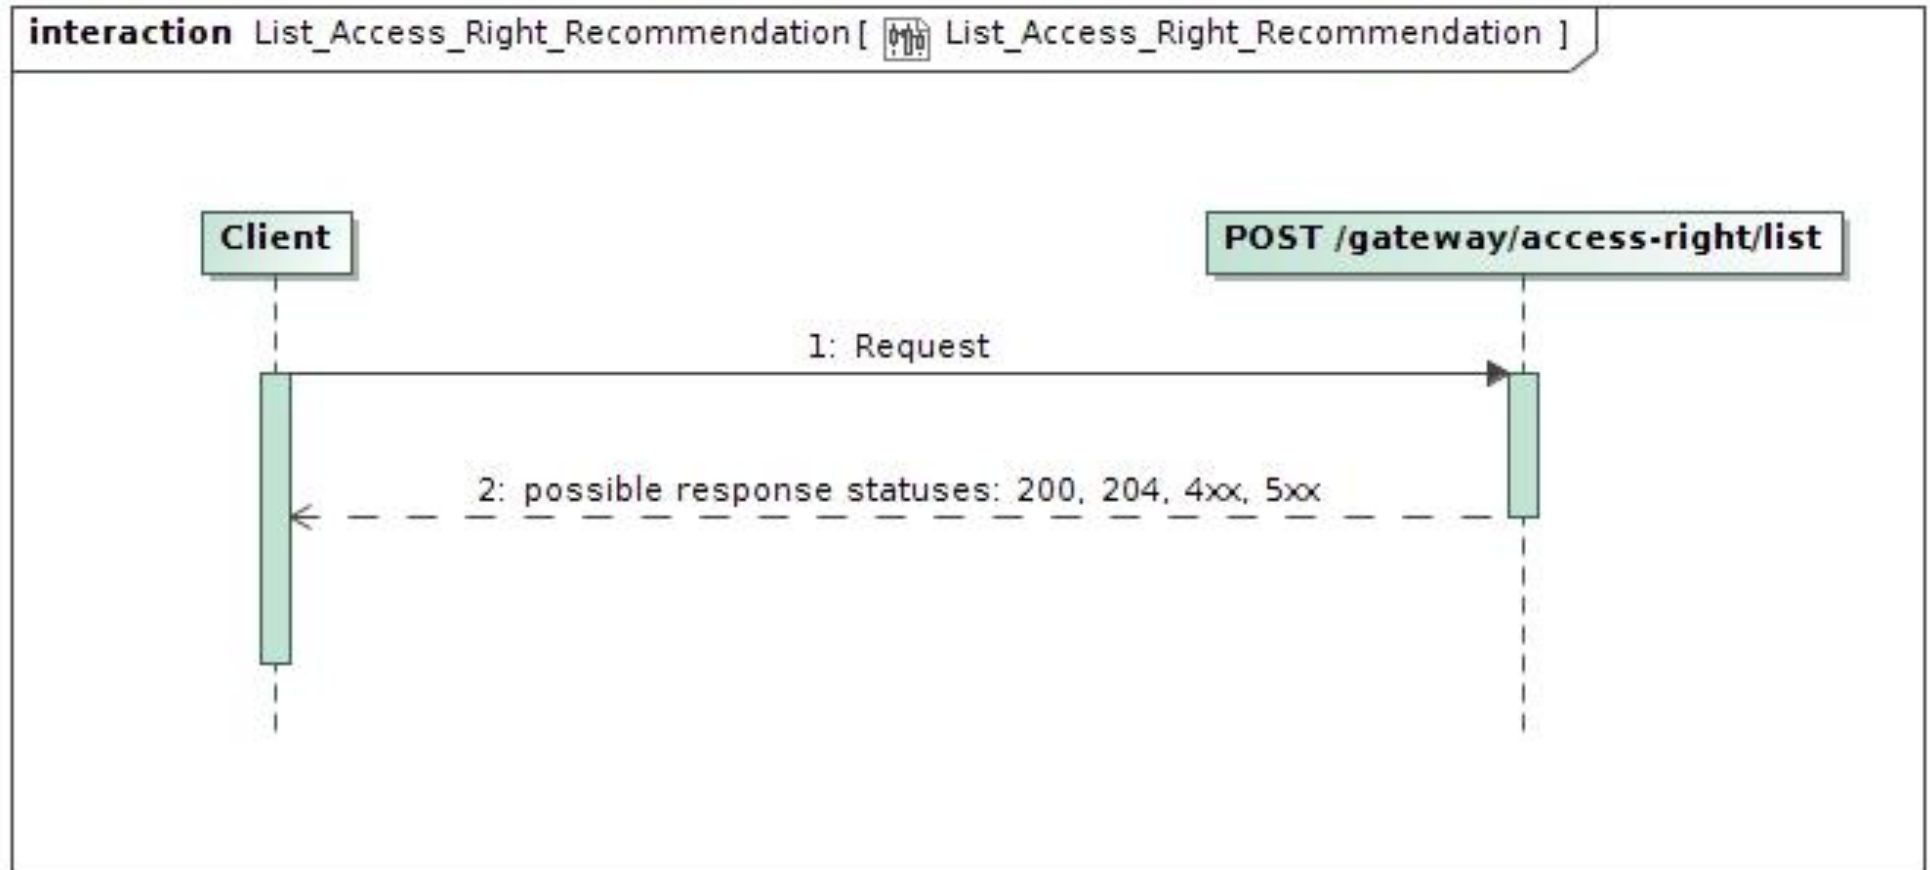 interaction List_Access_Right_Recommendation[ List_Access_Right_Recommendation ]
Client
POST /gateway/access-right/list
1: Request
2: possible response statuses: 200, 204, 4xx, 5xx